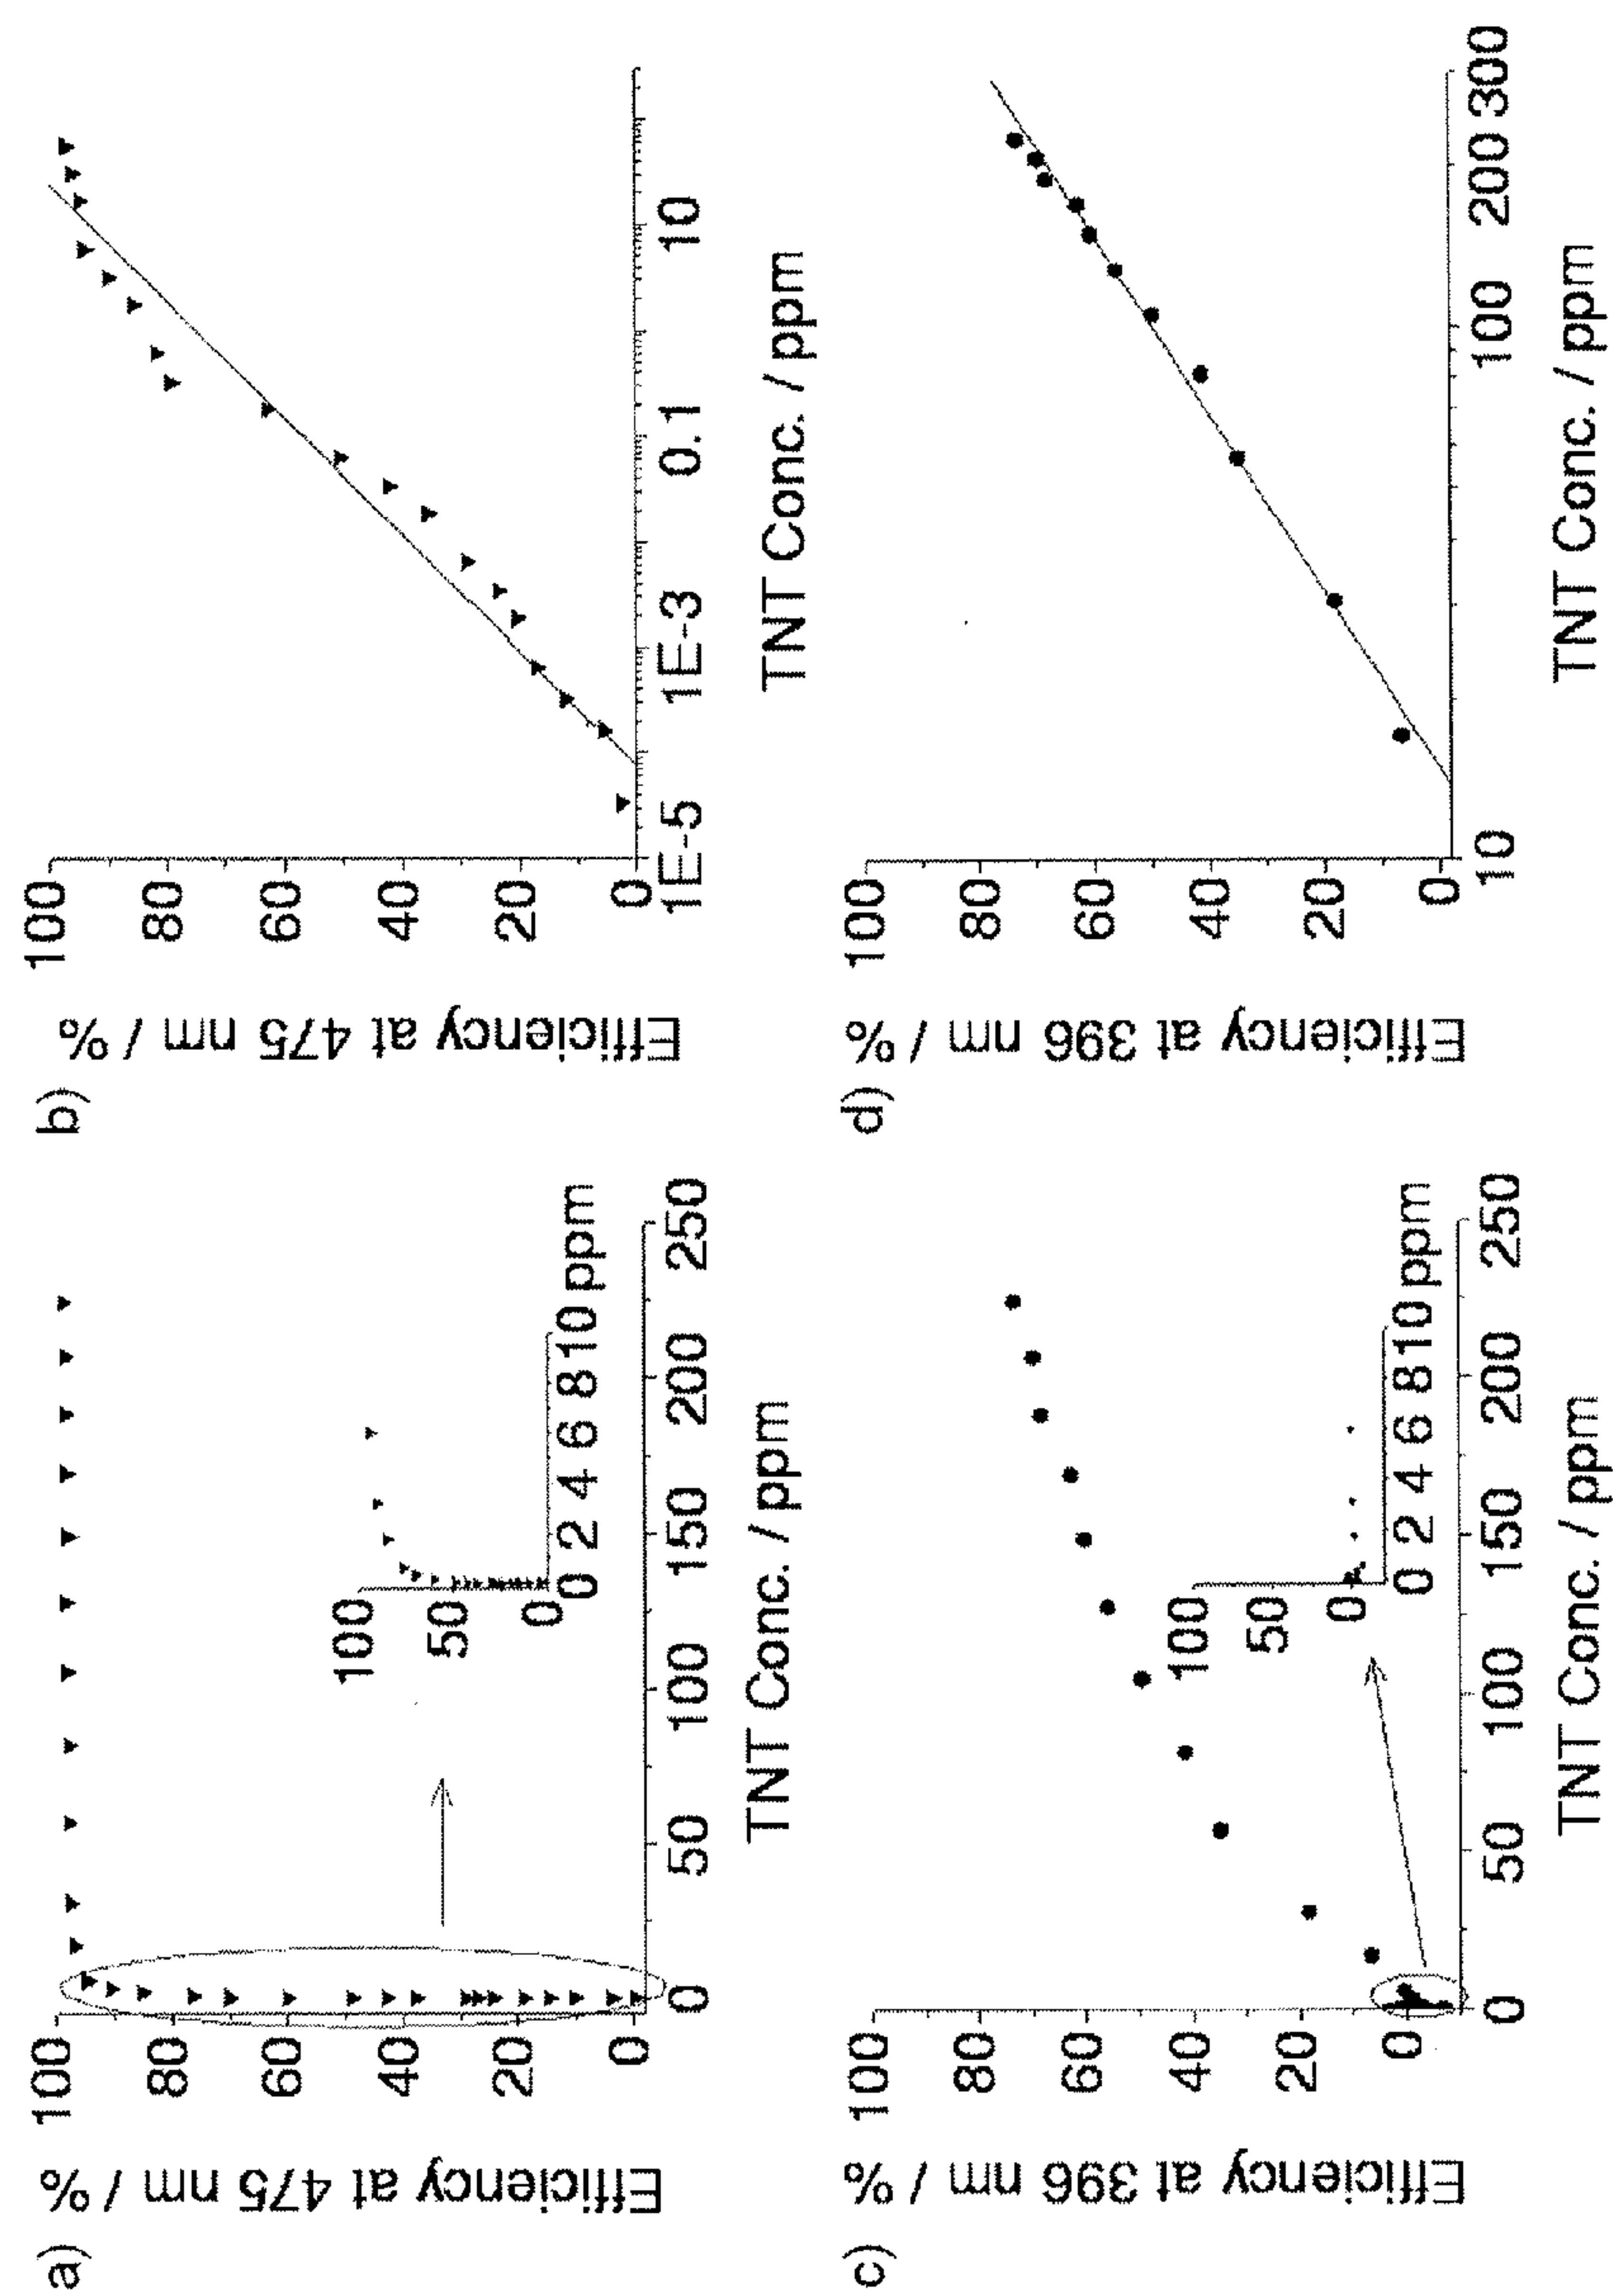 a)
Efficiency at 475 nm / %
100
80
60
40
20
0
0 50 100 150 200 250
TNT Conc. / ppm
100
50
0
0 2 4 6 8 10 ppm
b)
Efficiency at 475 nm / %
100
80
60
40
20
0
1E-5 1E-3 0.1 10
TNT Conc. / ppm
c)
Efficiency at 396 nm / %
100
80
60
40
20
0
0 50 100 150 200 250
TNT Conc. / ppm
100
50
0
0 2 4 6 8 10 ppm
d)
Efficiency at 396 nm / %
100
80
60
40
20
0
10 100 200 300
TNT Conc. / ppm